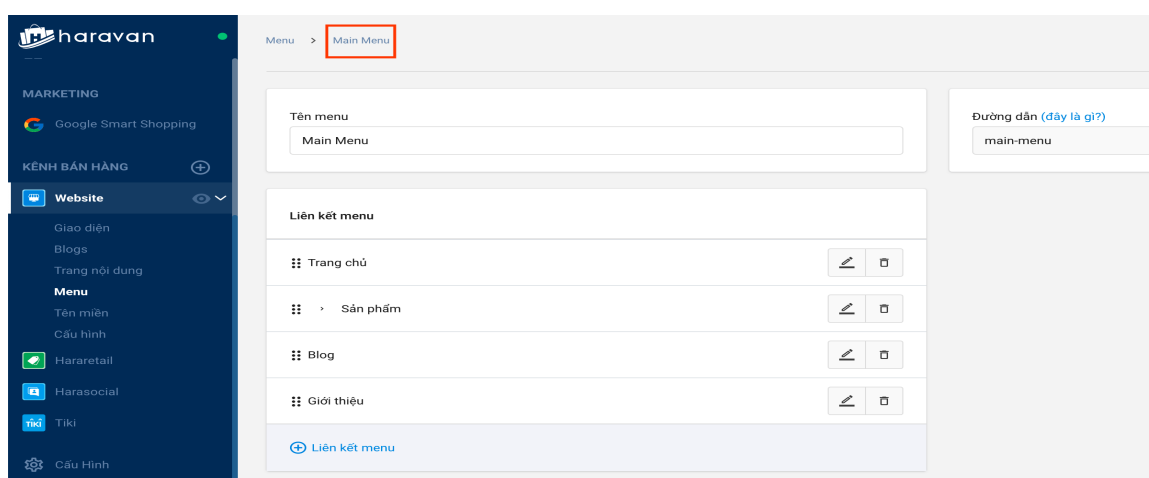 haravan
MARKETING
Google Smart Shopping
KÊNH BÁN HÀNG
Website
Giao diện
Blogs
Trang nội dung
Menu
Tên miền
Cấu hình
Hararetail
Harasocial
TIKI Tiki
Cấu Hình
Menu > Main Menu
Tên menu
Main Menu
Đường dẫn (đây là gì?)
main-menu
Liên kết menu
Trang chủ
› Sản phẩm
Blog
Giới thiệu
Liên kết menu